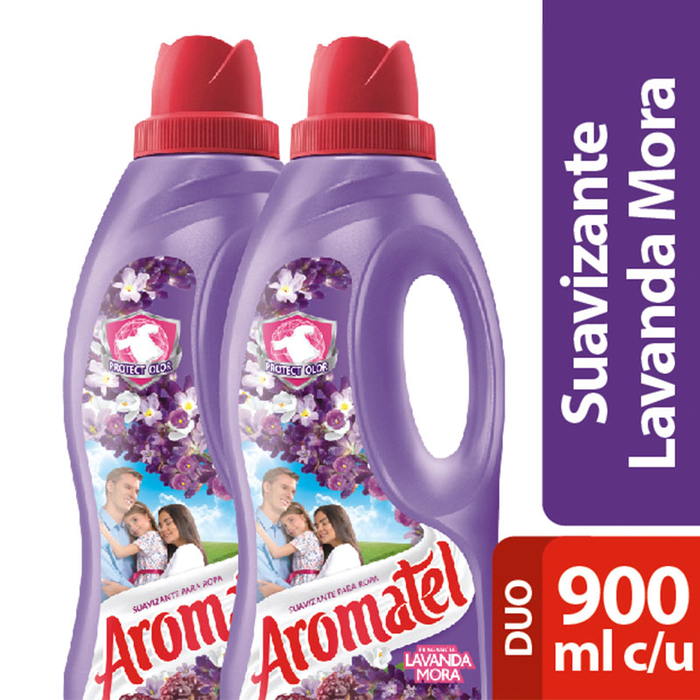 PROTECT OLOR
SUAVIZANTE PARA ROPA
Aromatel
PROTECT OLOR
SUAVIZANTE PARA ROPA
Aromatel
FRAGANCIA
LAVANDA
MORA
Suavizante
Lavanda Mora
DUO
900
ml c/u